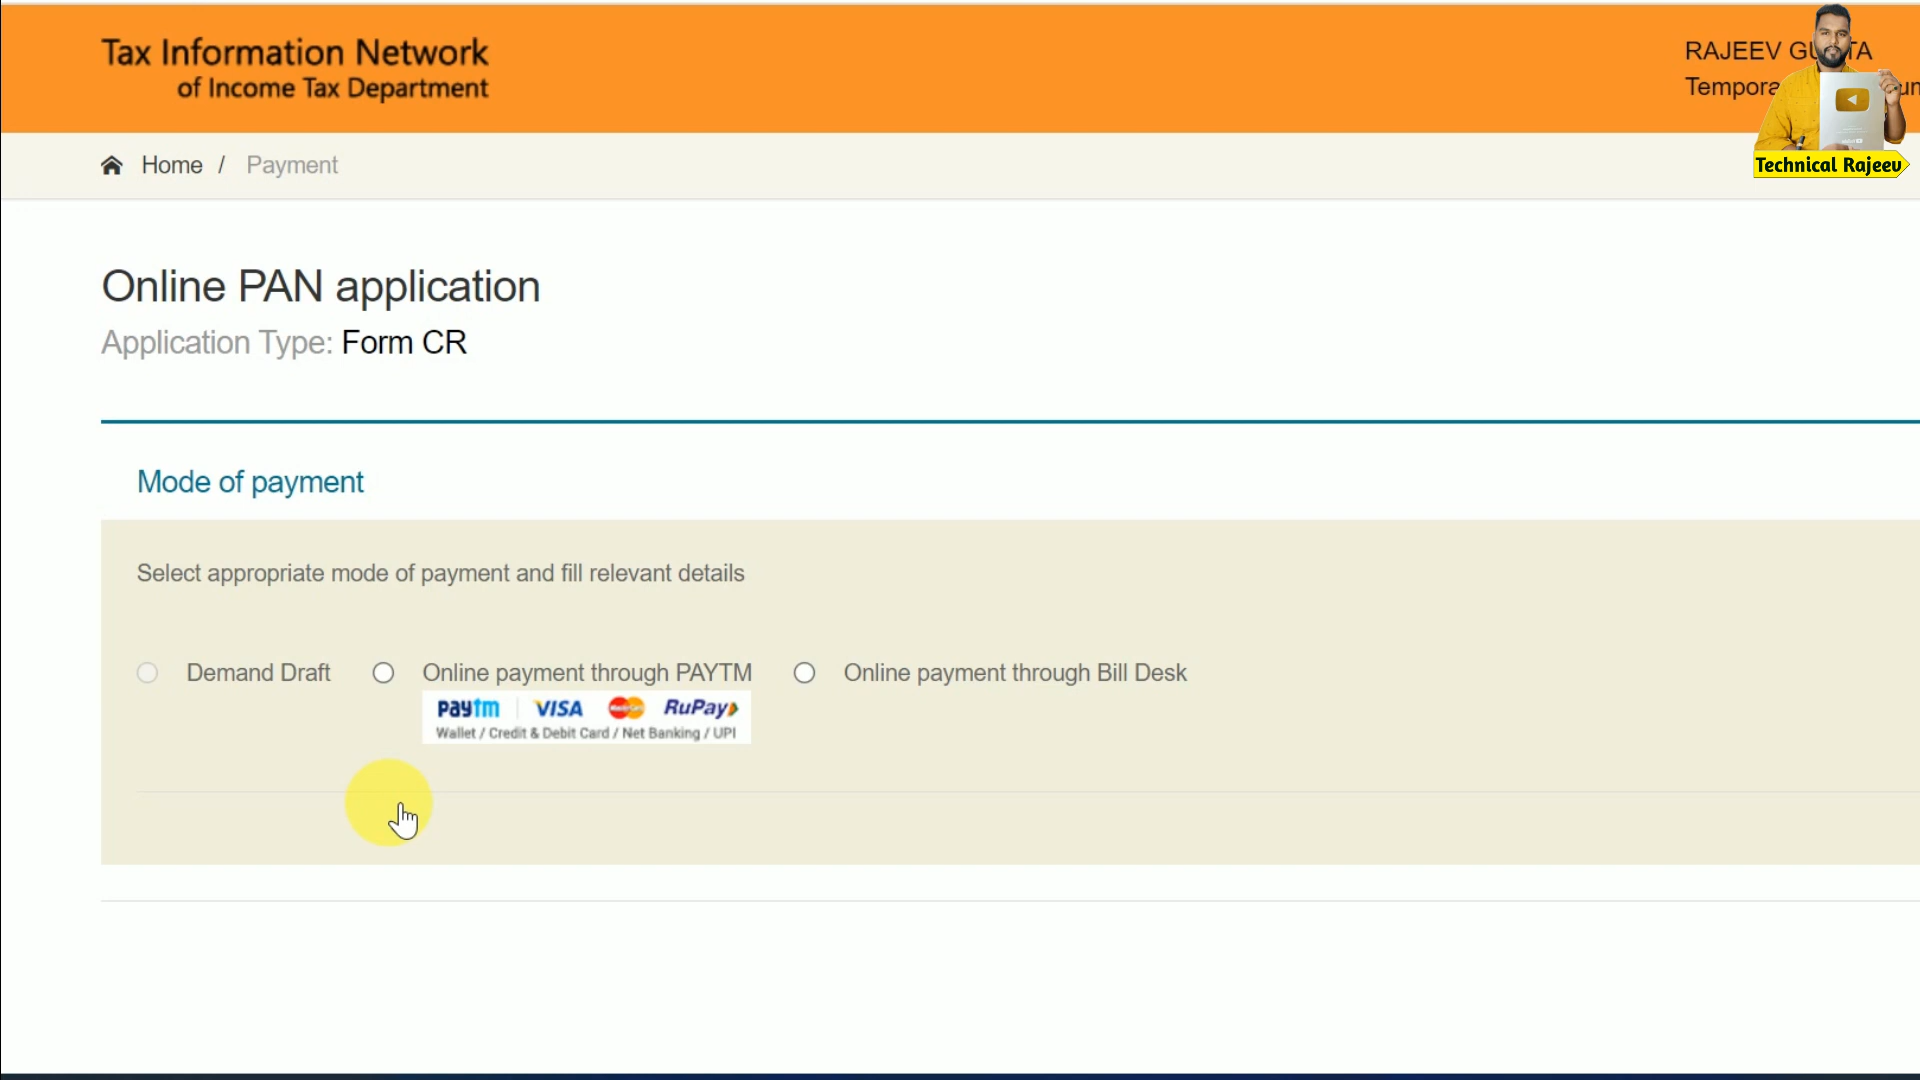 Tax Information Network
of Income Tax Department
RAJEEV
Technical Rajeev
Home / Payment
Online PAN application
Application Type: Form CR
Mode of payment
Select appropriate mode of payment and fill relevant details
Demand Draft Online payment through PAYTM Online payment through Bill Desk
Paytm VISA MasterCard RuPay
Wallet / Credit & Debit Card / Net Banking / UPI